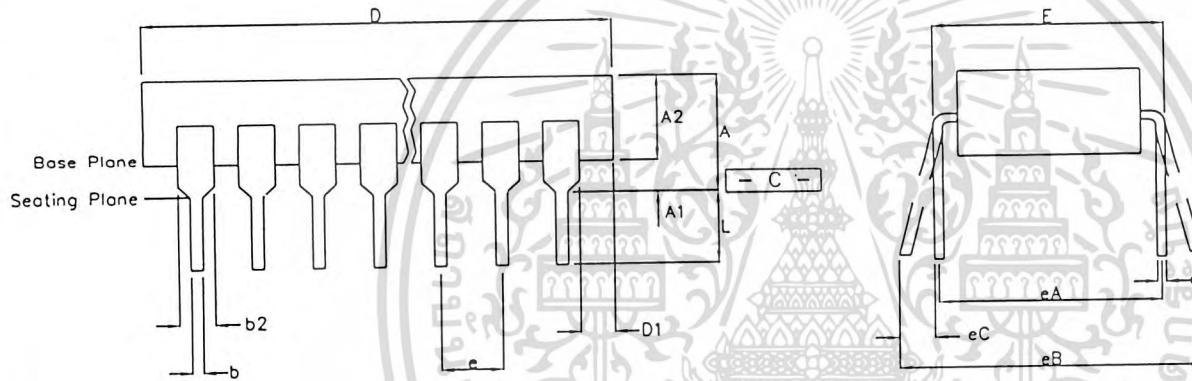 D
E
A2
A
Base Plane
- C -
Seating Plane
A1
L
b2
D1
eA
eC
e
b
eB